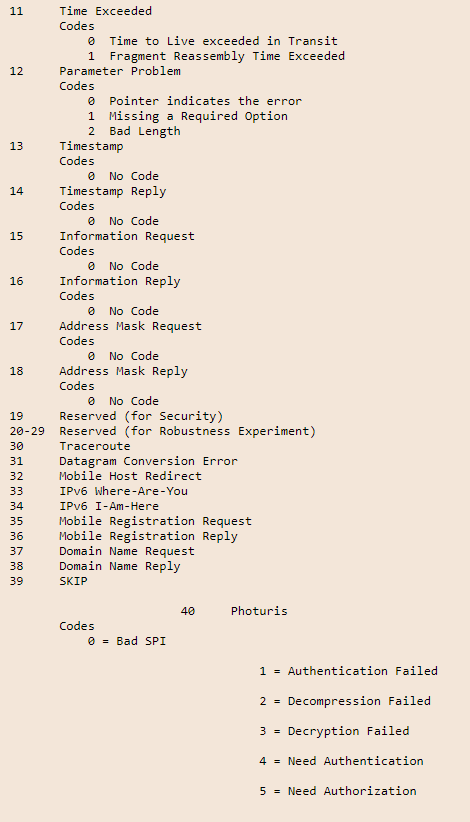 11     Time Exceeded
       Codes
           0  Time to Live exceeded in Transit
           1  Fragment Reassembly Time Exceeded
12     Parameter Problem
       Codes
           0  Pointer indicates the error
           1  Missing a Required Option
           2  Bad Length
13     Timestamp
       Codes
           0  No Code
14     Timestamp Reply
       Codes
           0  No Code
15     Information Request
       Codes
           0  No Code
16     Information Reply
       Codes
           0  No Code
17     Address Mask Request
       Codes
           0  No Code
18     Address Mask Reply
       Codes
           0  No Code
19     Reserved (for Security)
20-29  Reserved (for Robustness Experiment)
30     Traceroute
31     Datagram Conversion Error
32     Mobile Host Redirect
33     IPv6 Where-Are-You
34     IPv6 I-Am-Here
35     Mobile Registration Request
36     Mobile Registration Reply
37     Domain Name Request
38     Domain Name Reply
39     SKIP
                        40     Photuris
       Codes
           0 = Bad SPI
                                   1 = Authentication Failed
                                   2 = Decompression Failed
                                   3 = Decryption Failed
                                   4 = Need Authentication
                                   5 = Need Authorization